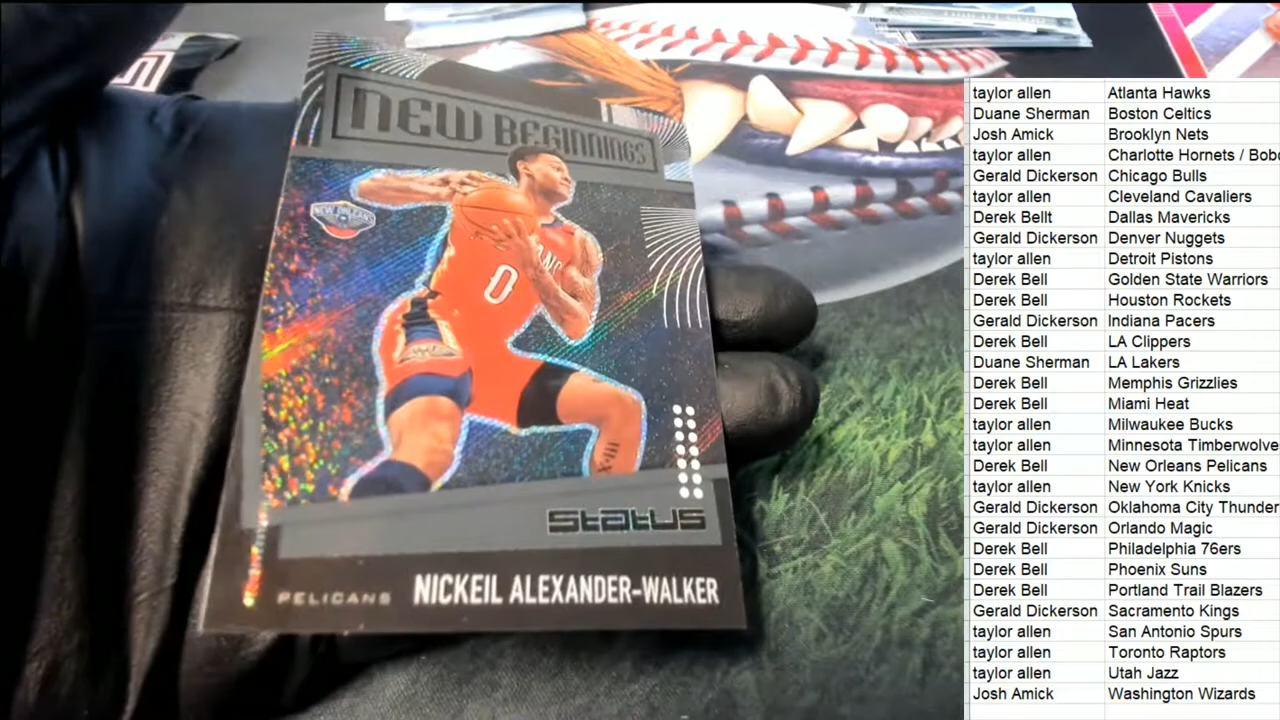 NEW BEGINNINGS
NEW ORLEANS
0
status
PELICANS NICKEIL ALEXANDER-WALKER
taylor allen Atlanta Hawks
Duane Sherman Boston Celtics
Josh Amick Brooklyn Nets
taylor allen Charlotte Hornets / Bobc
Gerald Dickerson Chicago Bulls
taylor allen Cleveland Cavaliers
Derek Bellt Dallas Mavericks
Gerald Dickerson Denver Nuggets
taylor allen Detroit Pistons
Derek Bell Golden State Warriors
Derek Bell Houston Rockets
Gerald Dickerson Indiana Pacers
Derek Bell LA Clippers
Duane Sherman LA Lakers
Derek Bell Memphis Grizzlies
Derek Bell Miami Heat
taylor allen Milwaukee Bucks
taylor allen Minnesota Timberwolve
Derek Bell New Orleans Pelicans
taylor allen New York Knicks
Gerald Dickerson Oklahoma City Thunder
Gerald Dickerson Orlando Magic
Derek Bell Philadelphia 76ers
Derek Bell Phoenix Suns
Derek Bell Portland Trail Blazers
Gerald Dickerson Sacramento Kings
taylor allen San Antonio Spurs
taylor allen Toronto Raptors
taylor allen Utah Jazz
Josh Amick Washington Wizards